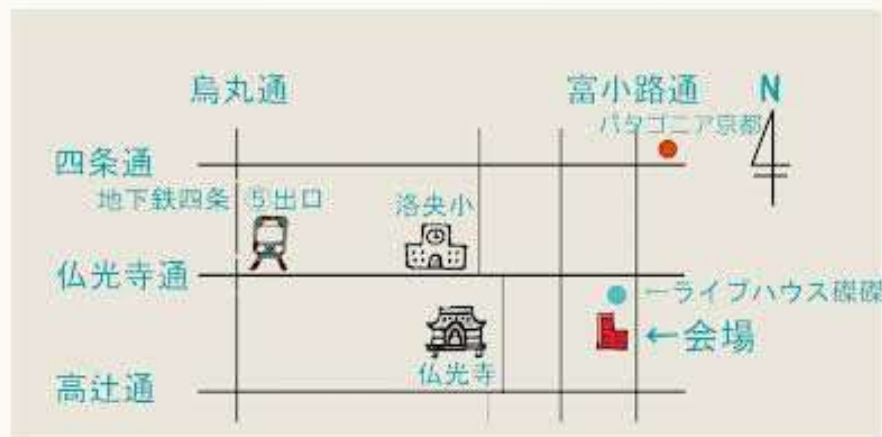 烏丸通
富小路通
N
パタゴニア京都
四条通
地下鉄四条 5出口
洛央小
仏光寺通
←ライブハウス磔磔
←会場
仏光寺
高辻通